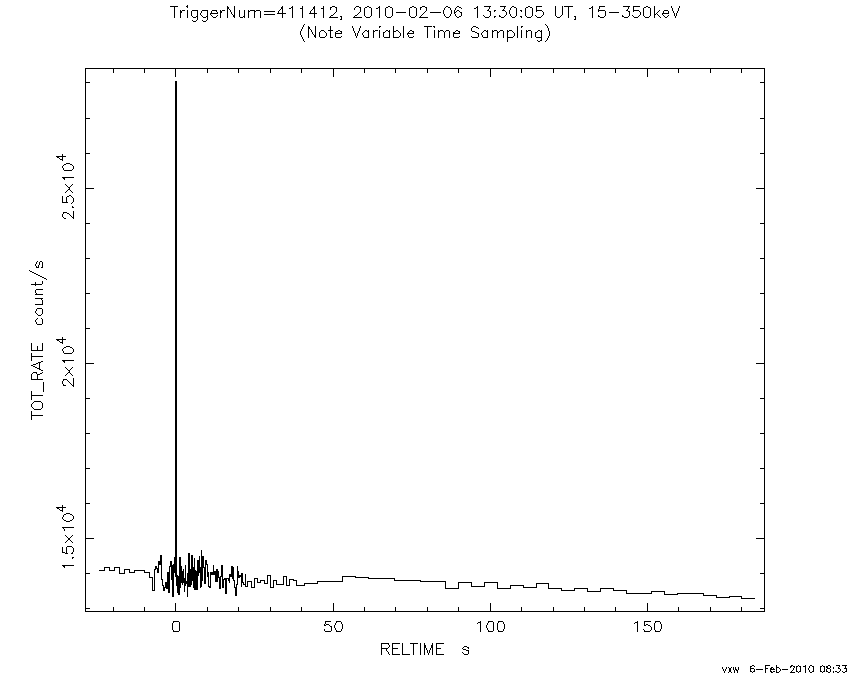 TriggerNum=411412, 2010-02-06 13:30:05 UT, 15-350keV
(Note Variable Time Sampling)
TOT_RATE count/s
2.5×10⁴
2×10⁴
1.5×10⁴
0 50 100 150
RELTIME s
vxw 6-Feb-2010 08:33